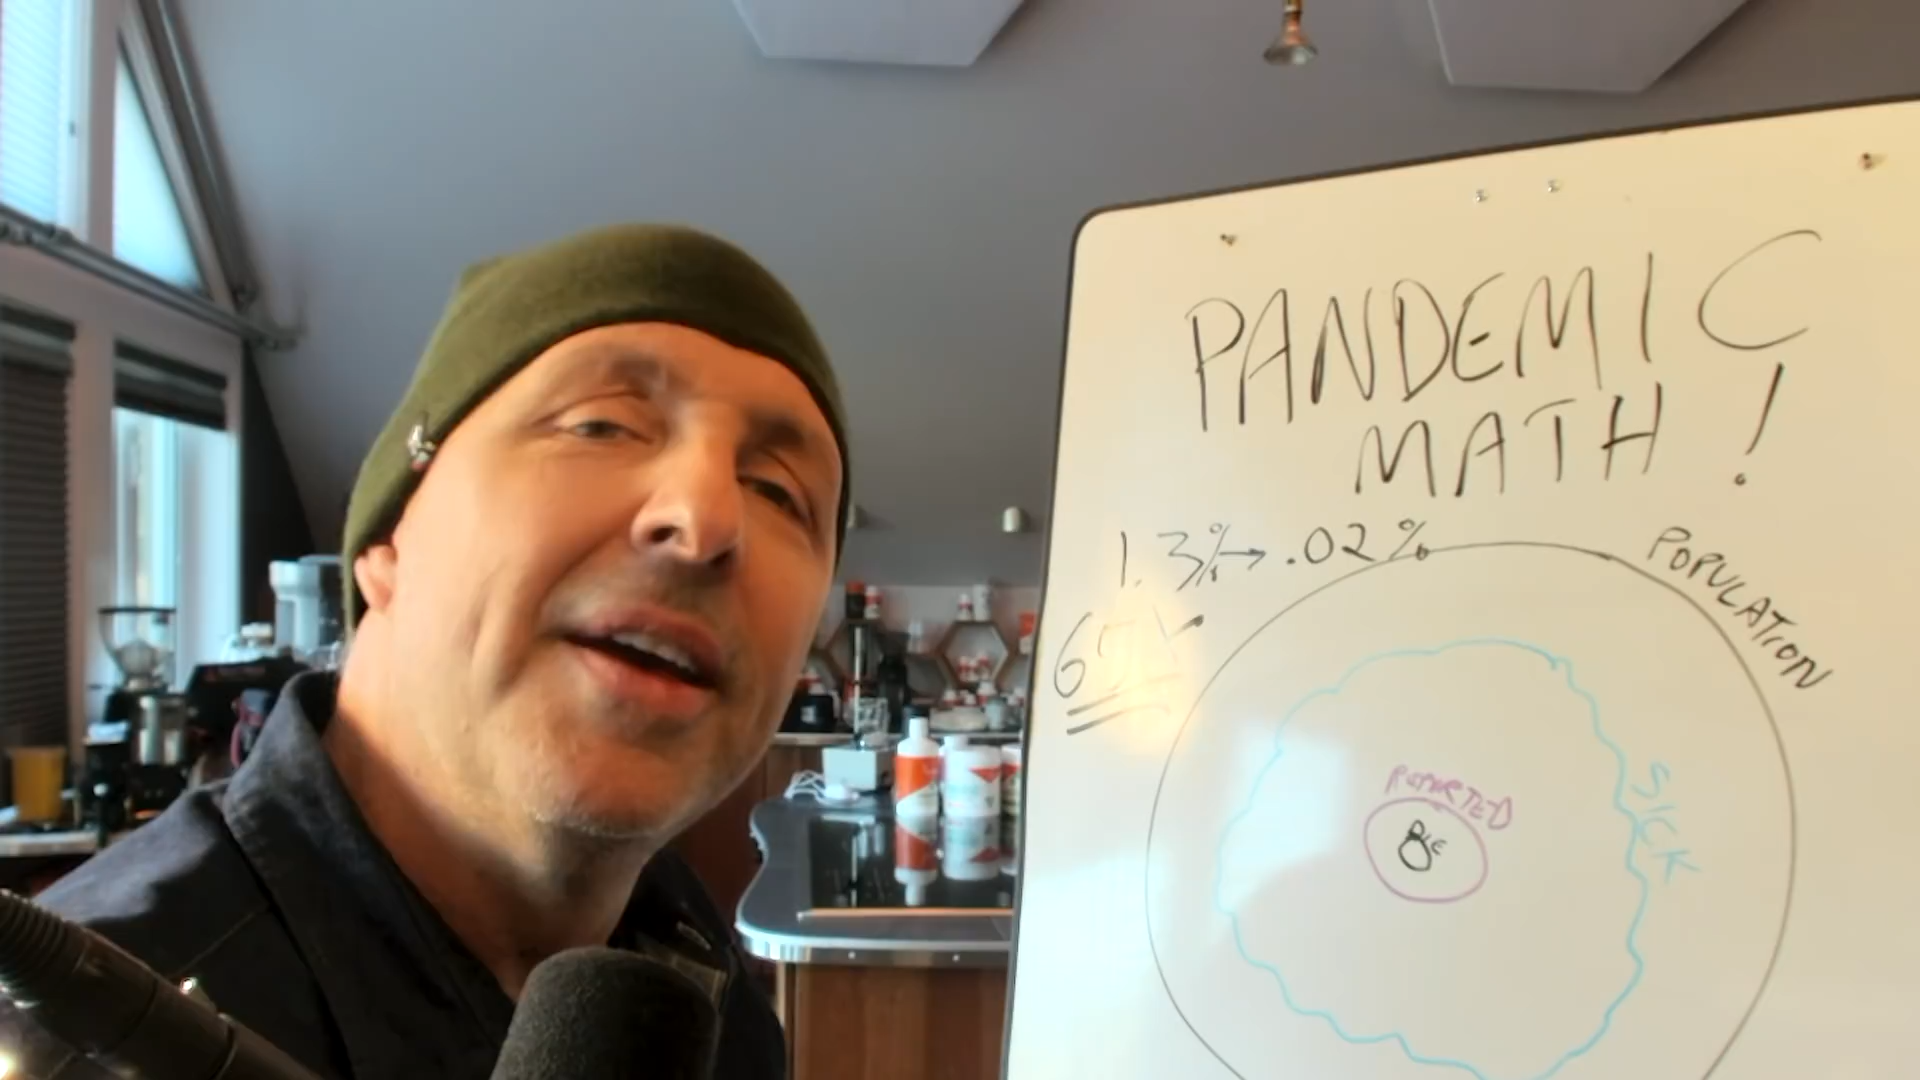 PANDEMIC
MATH!
1.3% → .02%
POPULATION
SICK
REPORTED